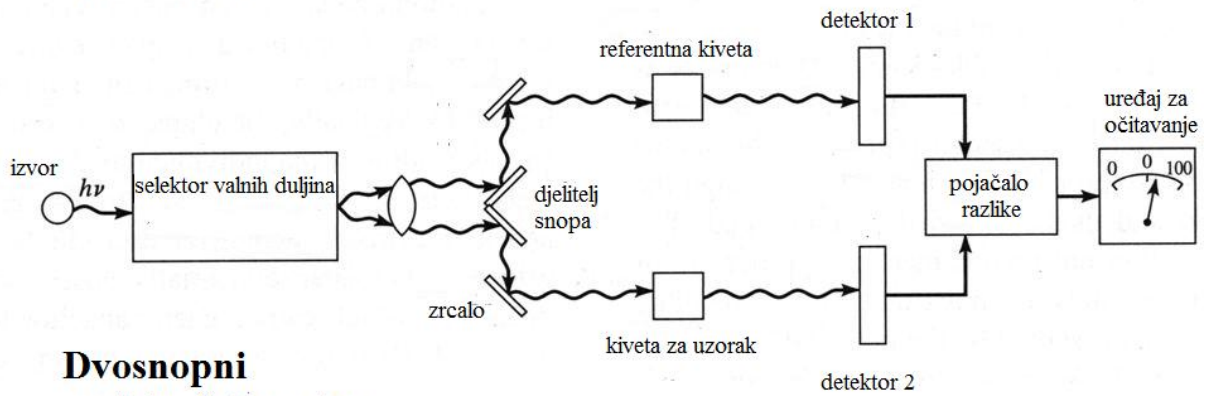 detektor 1
referentna kiveta
uređaj za
očitavanje
izvor
hν
selektor valnih duljina
djelitelj
snopa
pojačalo
razlike
0 0 100
zrcalo
kiveta za uzorak
Dvosnopni
detektor 2